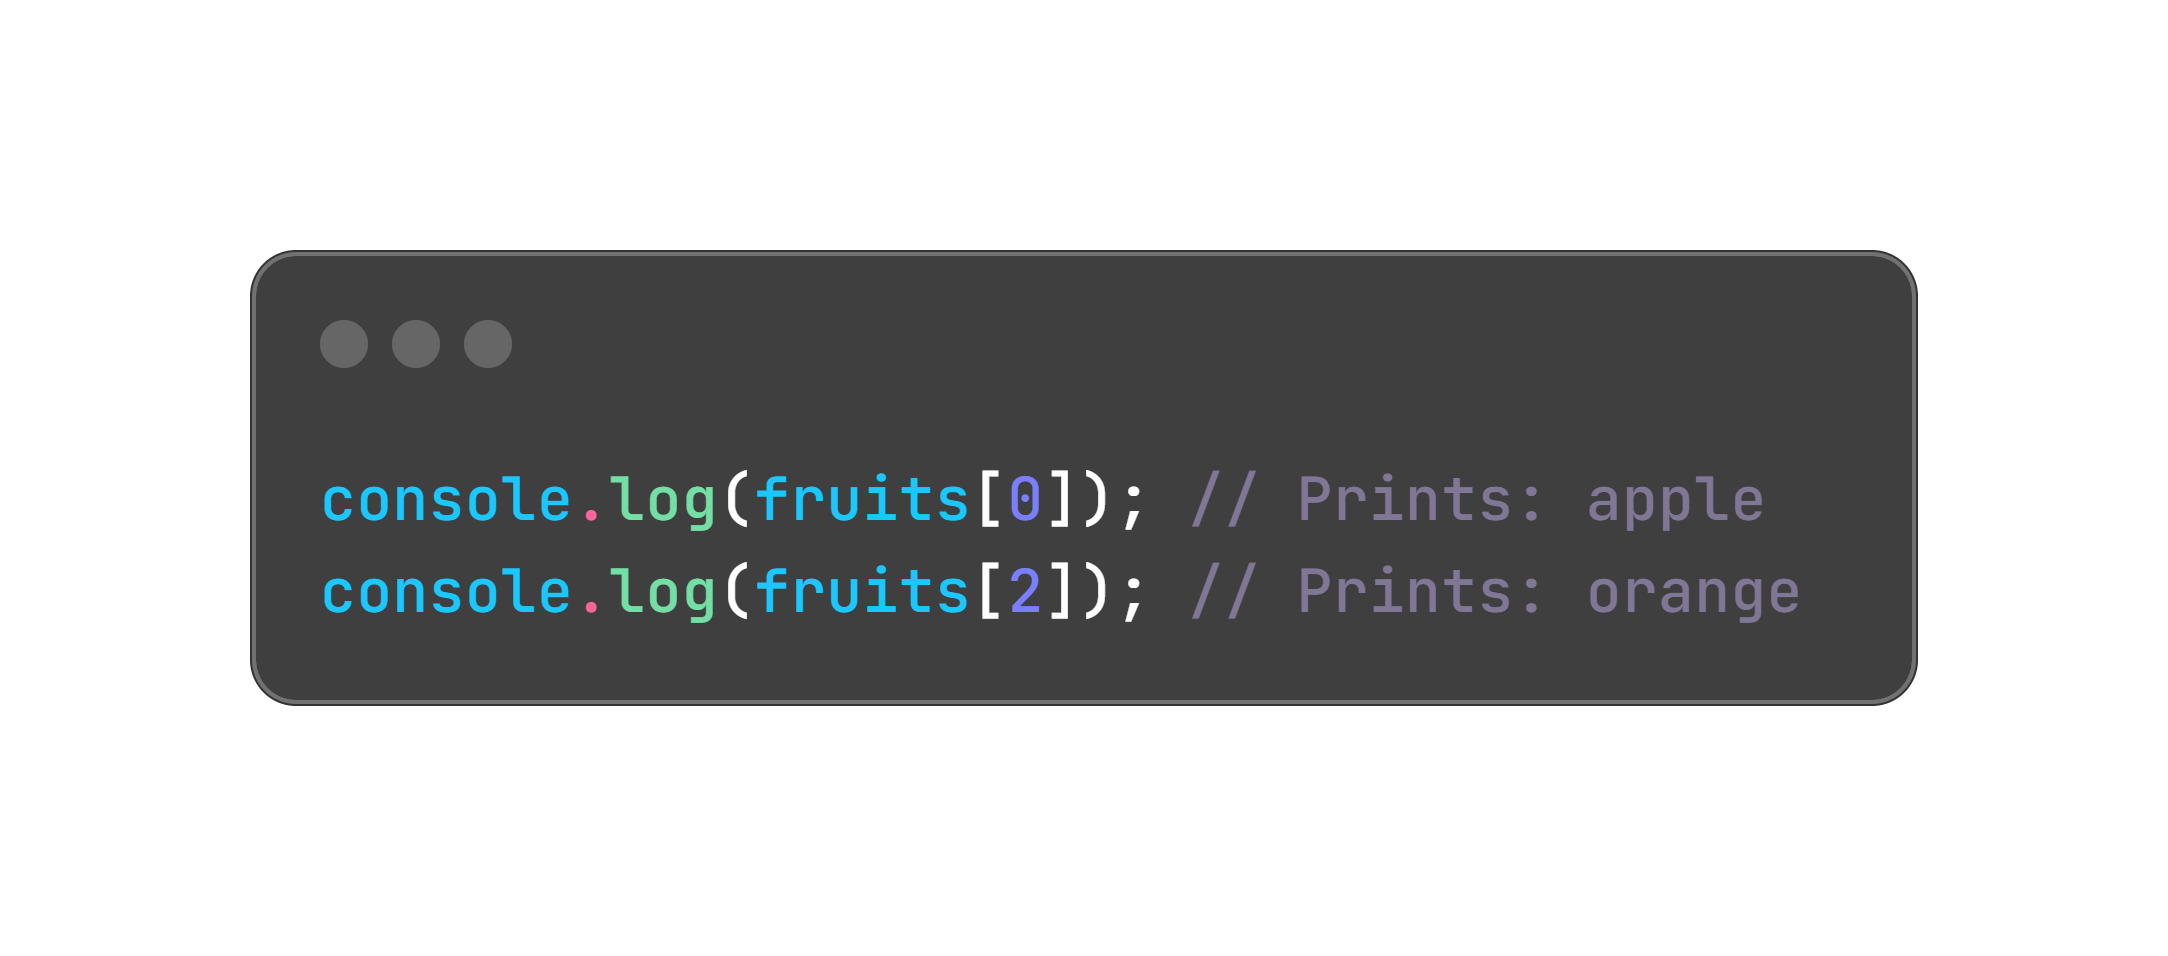 console.log(fruits[0]); // Prints: apple
console.log(fruits[2]); // Prints: orange